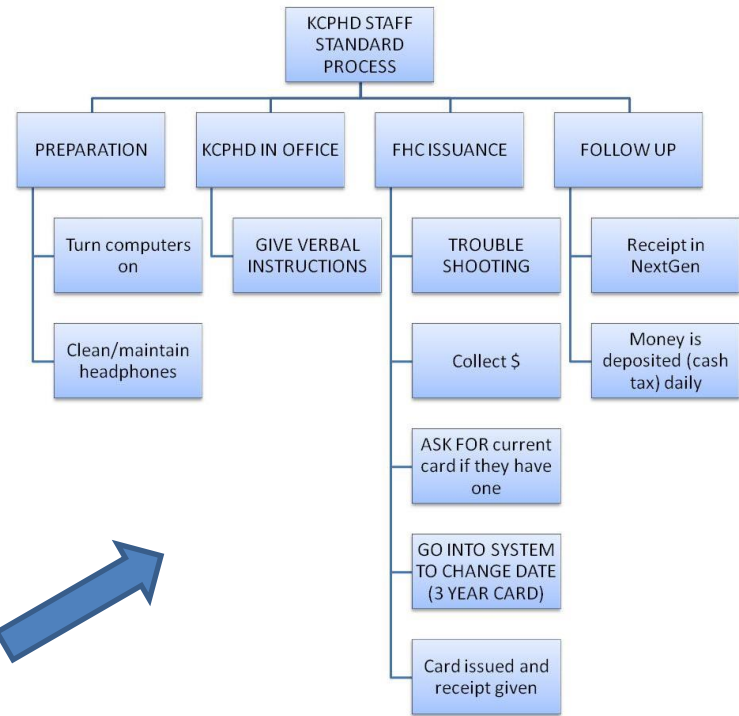 KCPHD STAFF
STANDARD
PROCESS
PREPARATION
KCPHD IN OFFICE
FHC ISSUANCE
FOLLOW UP
Turn computers
on
Clean/maintain
headphones
GIVE VERBAL
INSTRUCTIONS
TROUBLE
SHOOTING
Collect $
ASK FOR current
card if they have
one
GO INTO SYSTEM
TO CHANGE DATE
(3 YEAR CARD)
Card issued and
receipt given
Receipt in
NextGen
Money is
deposited (cash
tax) daily